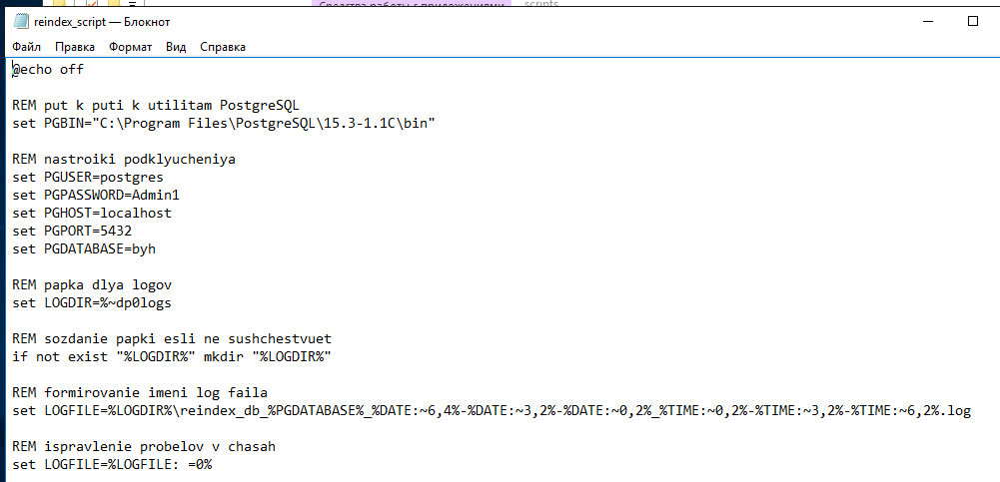 Средства работы с приложениями scripts
reindex_script — Блокнот
Файл Правка Формат Вид Справка
@echo off
REM put k puti k utilitam PostgreSQL
set PGBIN="C:\Program Files\PostgreSQL\15.3-1.1C\bin"
REM nastroiki podklyucheniya
set PGUSER=postgres
set PGPASSWORD=Admin1
set PGHOST=localhost
set PGPORT=5432
set PGDATABASE=byh
REM papka dlya logov
set LOGDIR=%~dp0logs
REM sozdanie papki esli ne sushchestvuet
if not exist "%LOGDIR%" mkdir "%LOGDIR%"
REM formirovanie imeni log faila
set LOGFILE=%LOGDIR%\reindex_db_%PGDATABASE%_%DATE:~6,4%-%DATE:~3,2%-%DATE:~0,2%_%TIME:~0,2%-%TIME:~3,2%-%TIME:~6,2%.log
REM ispravlenie probelov v chasah
set LOGFILE=%LOGFILE: =0%